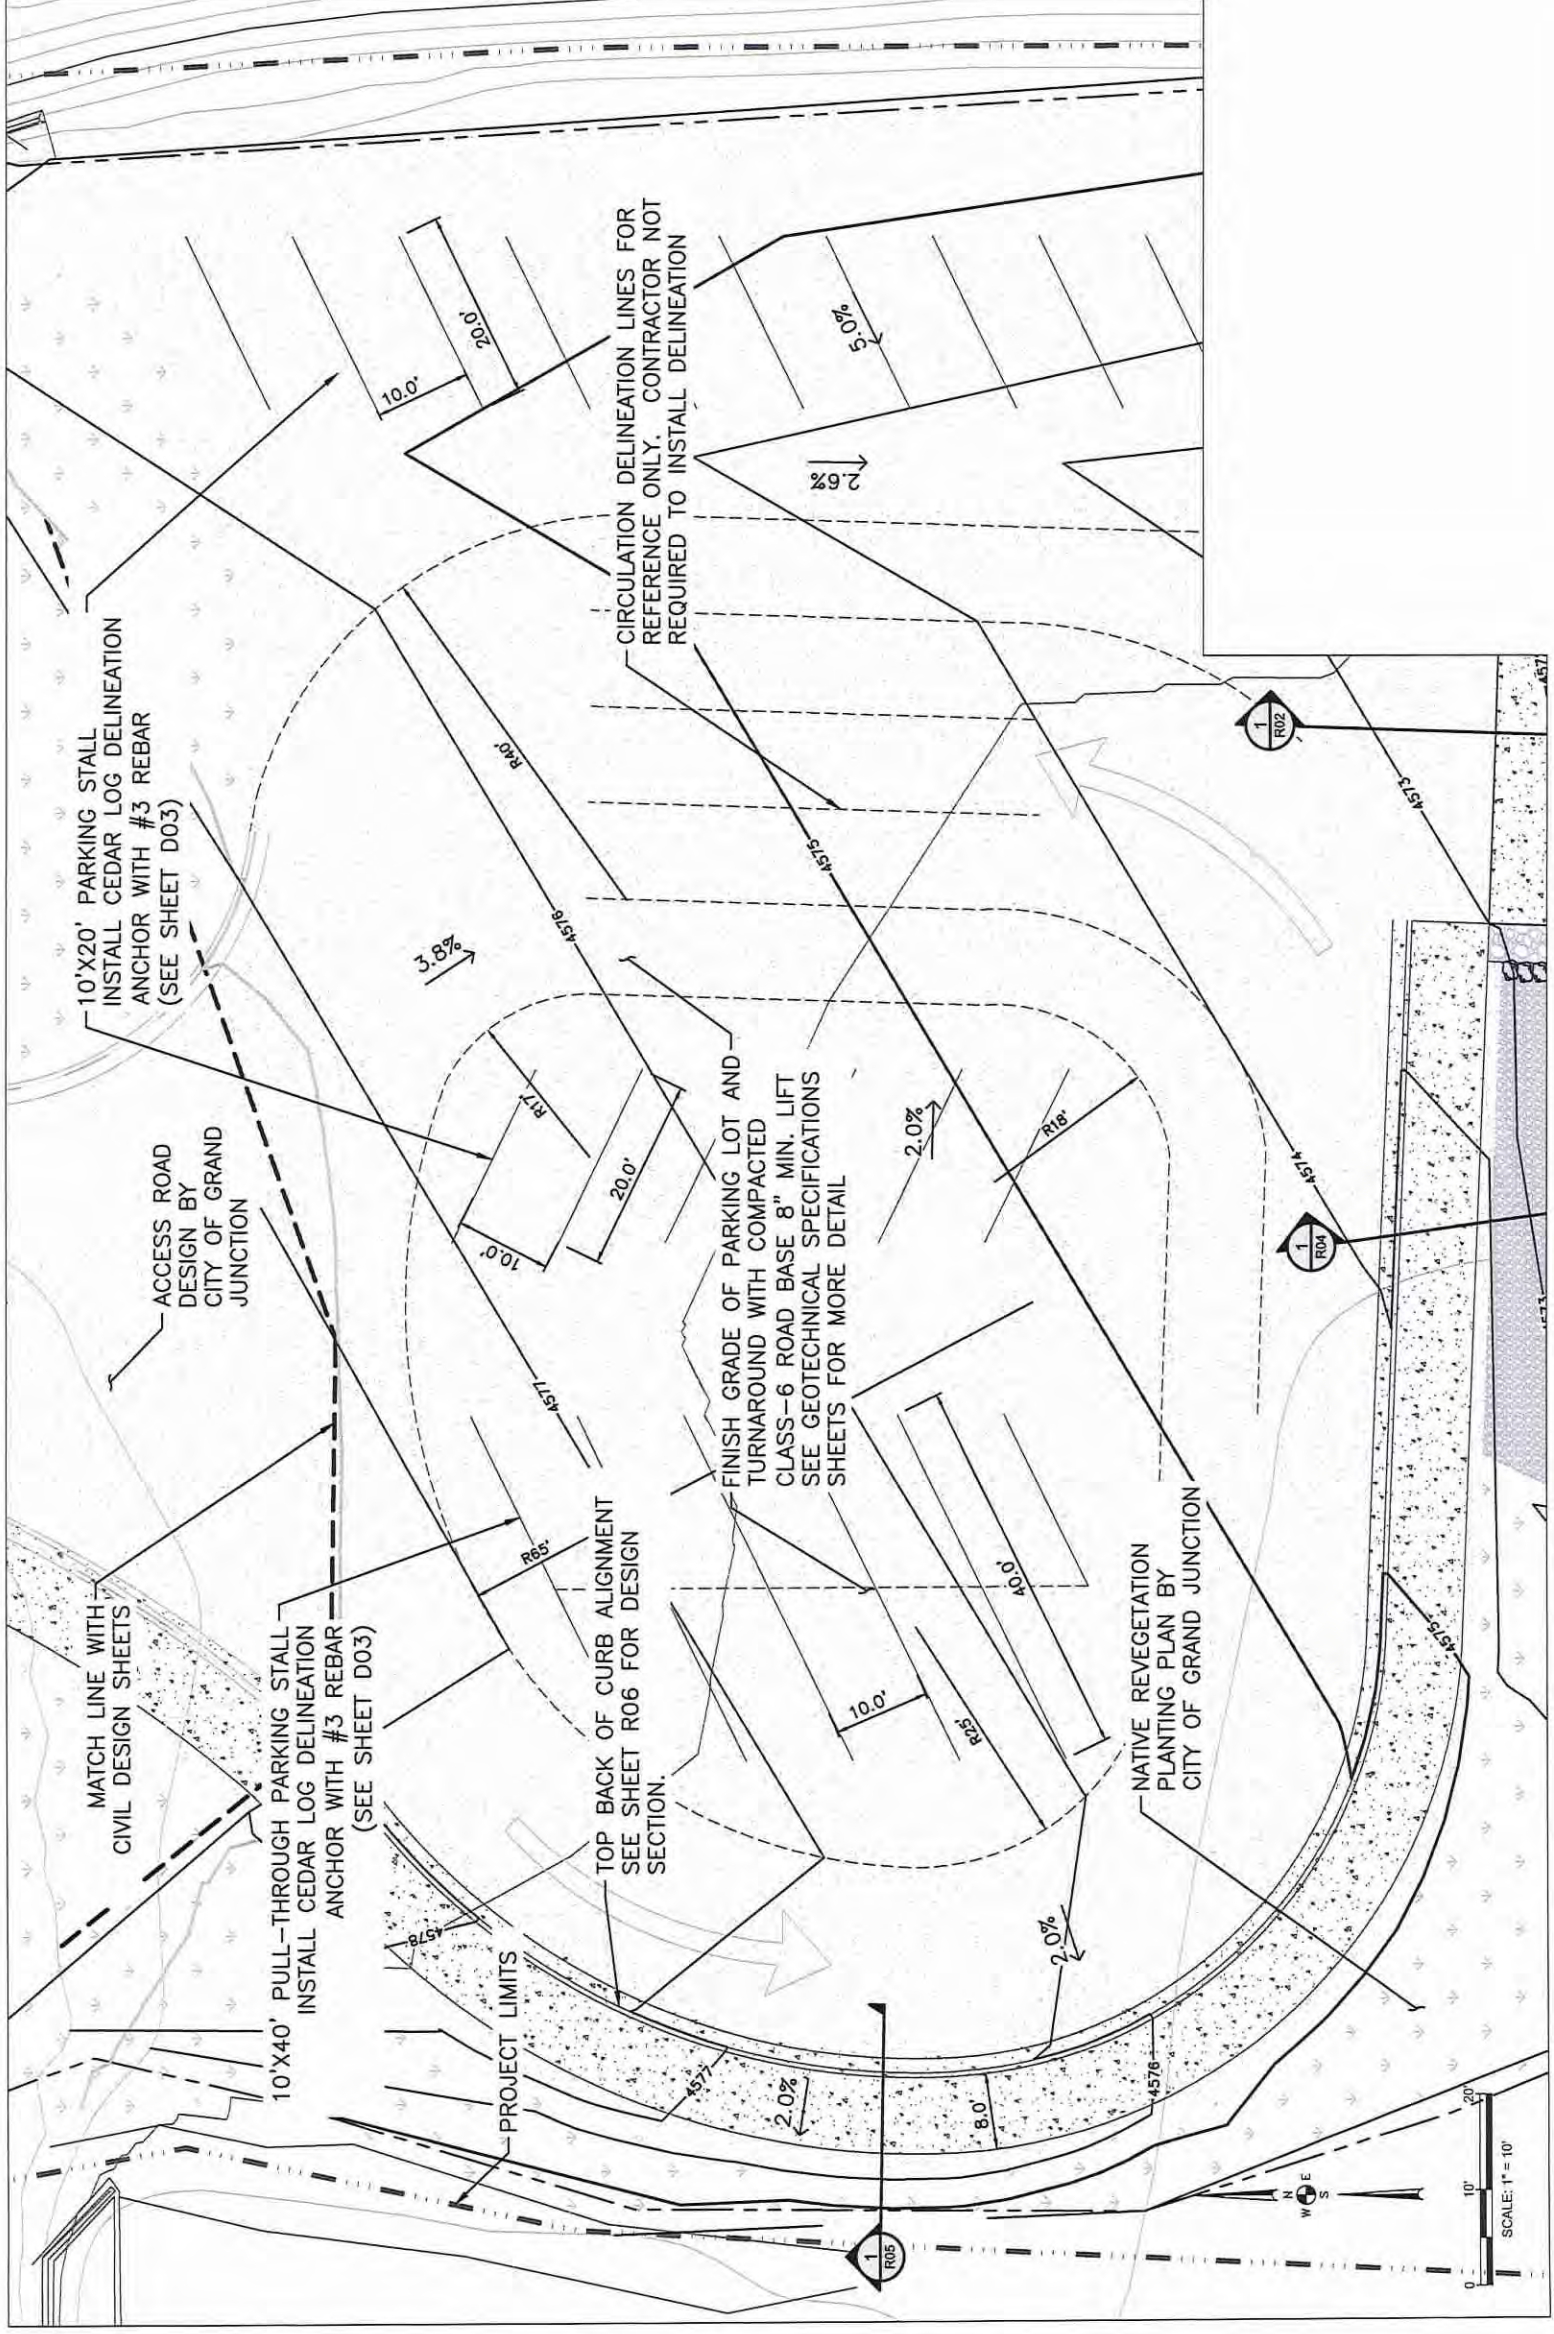 MATCH LINE WITH
CIVIL DESIGN SHEETS
ACCESS ROAD
DESIGN BY
CITY OF GRAND
JUNCTION
10'X20' PARKING STALL
INSTALL CEDAR LOG DELINEATION
ANCHOR WITH #3 REBAR
(SEE SHEET D03)
10'X40' PULL-THROUGH PARKING STALL
INSTALL CEDAR LOG DELINEATION
ANCHOR WITH #3 REBAR
(SEE SHEET D03)
PROJECT LIMITS
TOP BACK OF CURB ALIGNMENT
SEE SHEET R06 FOR DESIGN
SECTION.
FINISH GRADE OF PARKING LOT AND
TURNAROUND WITH COMPACTED
CLASS-6 ROAD BASE 8" MIN. LIFT
SEE GEOTECHNICAL SPECIFICATIONS
SHEETS FOR MORE DETAIL
CIRCULATION DELINEATION LINES FOR
REFERENCE ONLY. CONTRACTOR NOT
REQUIRED TO INSTALL DELINEATION
NATIVE REVEGETATION
PLANTING PLAN BY
CITY OF GRAND JUNCTION
4578
4577
R65'
4577
10.0'
20.0'
R17'
3.8%
4576
R40'
10.0'
20.0'
5.0%
2.6%
4577
2.0%
8.0'
4576
2.0%
10.0'
R25'
40.0'
2.0%
R18'
4575
4575
4574
4573
4573
457
1
R05
1
R04
1
R02
N
W
E
S
0
10'
20'
SCALE: 1" = 10'